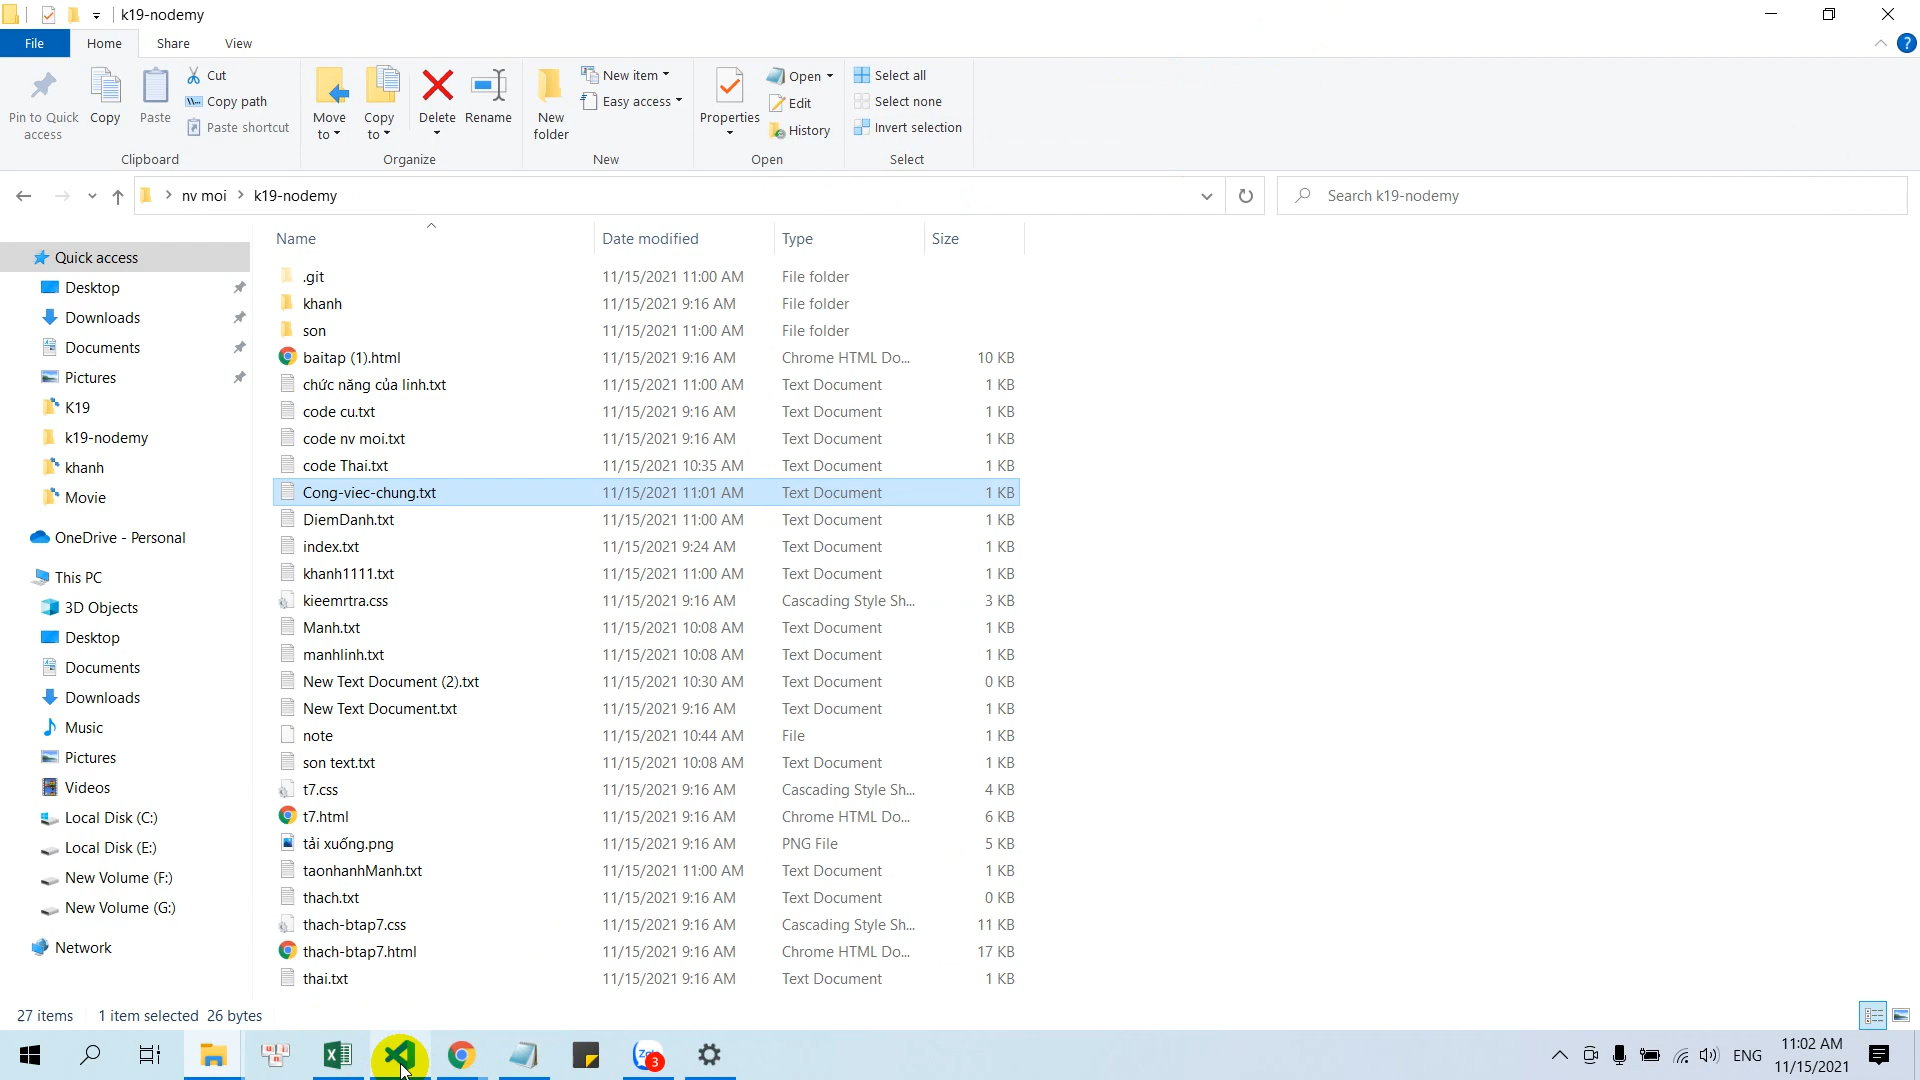 k19-nodemy
File Home Share View
Pin to Quick access
Copy
Paste
Cut
Copy path
Paste shortcut
Clipboard
Move to
Copy to
Delete
Rename
Organize
New folder
New item
Easy access
New
Properties
Open
Edit
History
Open
Select all
Select none
Invert selection
Select
nv moi > k19-nodemy
Search k19-nodemy
Quick access
Desktop
Downloads
Documents
Pictures
K19
k19-nodemy
khanh
Movie
OneDrive - Personal
This PC
3D Objects
Desktop
Documents
Downloads
Music
Pictures
Videos
Local Disk (C:)
Local Disk (E:)
New Volume (F:)
New Volume (G:)
Network
Name Date modified Type Size
.git 11/15/2021 11:00 AM File folder
khanh 11/15/2021 9:16 AM File folder
son 11/15/2021 11:00 AM File folder
baitap (1).html 11/15/2021 9:16 AM Chrome HTML Do... 10 KB
chức năng của linh.txt 11/15/2021 11:00 AM Text Document 1 KB
code cu.txt 11/15/2021 9:16 AM Text Document 1 KB
code nv moi.txt 11/15/2021 9:16 AM Text Document 1 KB
code Thai.txt 11/15/2021 10:35 AM Text Document 1 KB
Cong-viec-chung.txt 11/15/2021 11:01 AM Text Document 1 KB
DiemDanh.txt 11/15/2021 11:00 AM Text Document 1 KB
index.txt 11/15/2021 9:24 AM Text Document 1 KB
khanh1111.txt 11/15/2021 11:00 AM Text Document 1 KB
kieemrtra.css 11/15/2021 9:16 AM Cascading Style Sh... 3 KB
Manh.txt 11/15/2021 10:08 AM Text Document 1 KB
manhlinh.txt 11/15/2021 10:08 AM Text Document 1 KB
New Text Document (2).txt 11/15/2021 10:30 AM Text Document 0 KB
New Text Document.txt 11/15/2021 9:16 AM Text Document 1 KB
note 11/15/2021 10:44 AM File 1 KB
son text.txt 11/15/2021 10:08 AM Text Document 1 KB
t7.css 11/15/2021 9:16 AM Cascading Style Sh... 4 KB
t7.html 11/15/2021 9:16 AM Chrome HTML Do... 6 KB
tải xuống.png 11/15/2021 9:16 AM PNG File 5 KB
taonhanhManh.txt 11/15/2021 11:00 AM Text Document 1 KB
thach.txt 11/15/2021 9:16 AM Text Document 0 KB
thach-btap7.css 11/15/2021 9:16 AM Cascading Style Sh... 11 KB
thach-btap7.html 11/15/2021 9:16 AM Chrome HTML Do... 17 KB
thai.txt 11/15/2021 9:16 AM Text Document 1 KB
27 items 1 item selected 26 bytes
3
ENG
11:02 AM
11/15/2021